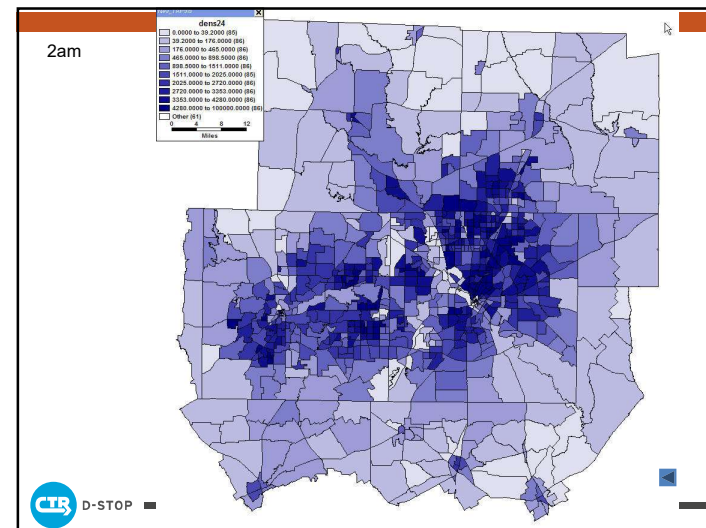 2am
dens24
0.0000 to 39.2000 (85)
39.2000 to 176.0000 (86)
176.0000 to 465.0000 (86)
465.0000 to 898.5000 (86)
898.5000 to 1511.0000 (86)
1511.0000 to 2025.0000 (85)
2025.0000 to 2720.0000 (86)
2720.0000 to 3353.0000 (86)
3353.0000 to 4280.0000 (86)
4280.0000 to 100000.0000 (86)
Other (61)
0 4 8 12
Miles
CTR D-STOP